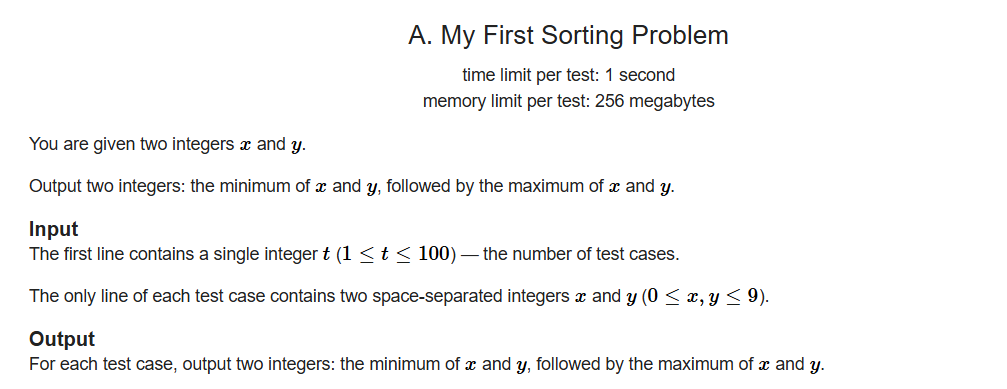 A. My First Sorting Problem
time limit per test: 1 second
memory limit per test: 256 megabytes
You are given two integers x and y.
Output two integers: the minimum of x and y, followed by the maximum of x and y.
Input
The first line contains a single integer t (1 ≤ t ≤ 100) — the number of test cases.
The only line of each test case contains two space-separated integers x and y (0 ≤ x, y ≤ 9).
Output
For each test case, output two integers: the minimum of x and y, followed by the maximum of x and y.